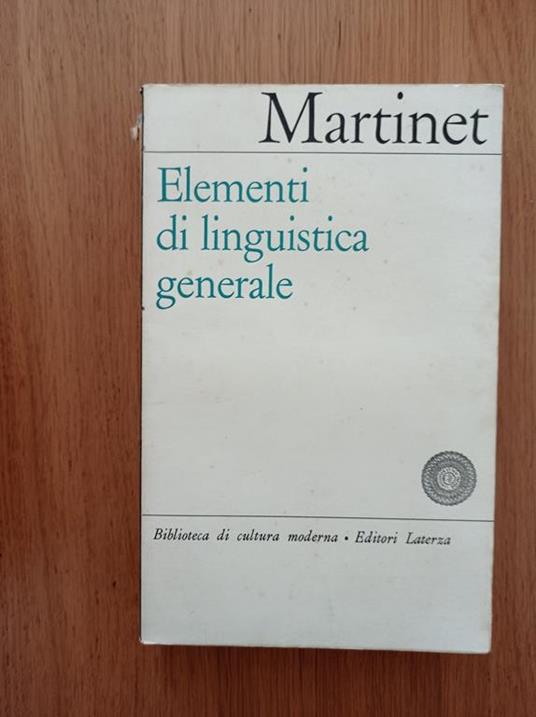 Martinet
Elementi
di linguistica
generale
Biblioteca di cultura moderna • Editori Laterza